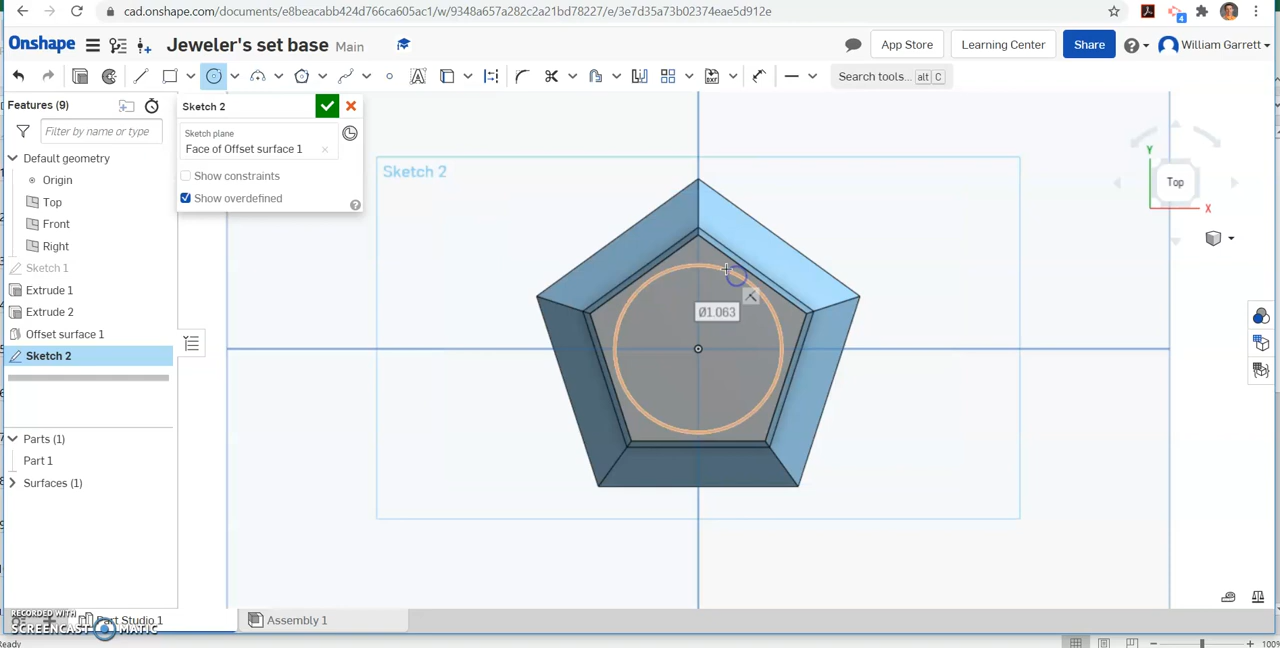 cad.onshape.com/documents/e8beacabb424d766ca605ac1/w/9348a657a282c2a21bd78227/e/3e7d35a73b02374eae5d912e
4
Onshape
Jeweler's set base Main
App Store
Learning Center
Share
William Garrett
Search tools... alt C
Features (9)
Filter by name or type
Default geometry
Origin
Top
Front
Right
Sketch 1
Extrude 1
Extrude 2
Offset surface 1
Sketch 2
Parts (1)
Part 1
Surfaces (1)
Sketch 2
Sketch plane
Face of Offset surface 1
Show constraints
Show overdefined
Sketch 2
Ø1.063
Y
Top
X
RECORDED WITH
SCREENCAST MATIC
Part Studio 1
Assembly 1
Ready
100%